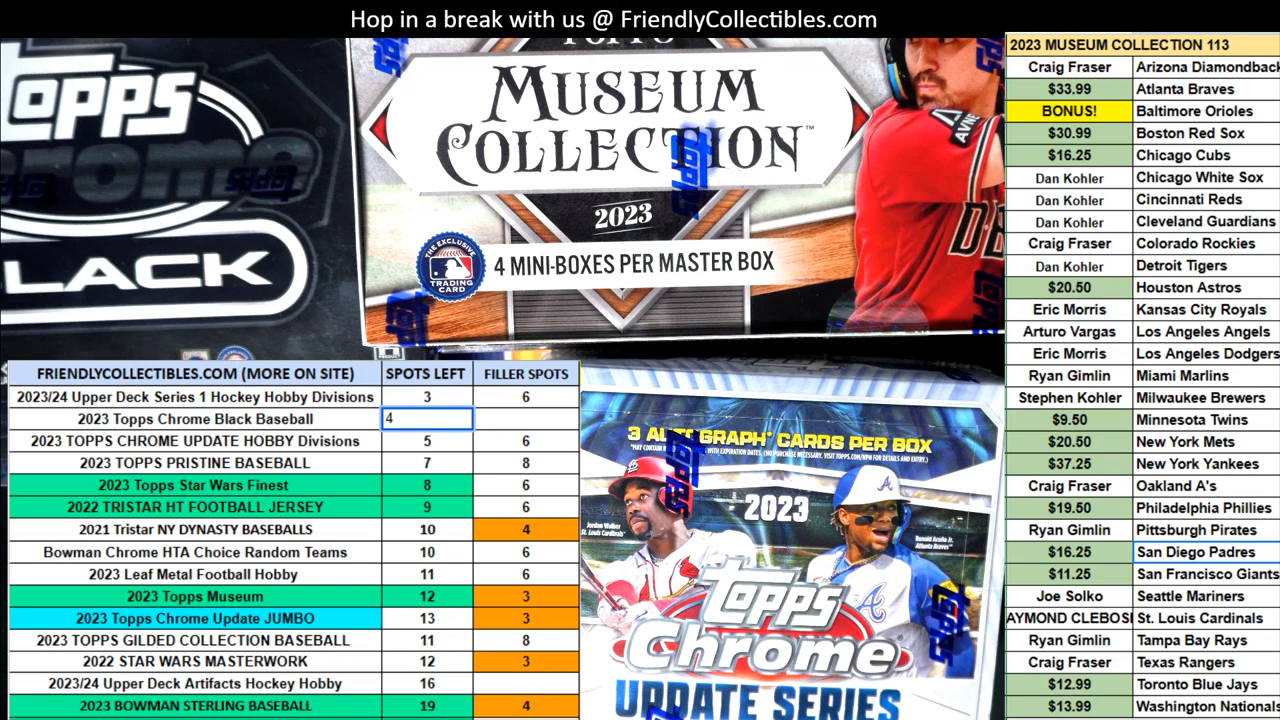 Hop in a break with us @ FriendlyCollectibles.com
Topps
Chrome
BLACK
TOPPS
MUSEUM
COLLECTION™
2023
THE EXCLUSIVE
TRADING
CARD
4 MINI-BOXES PER MASTER BOX
FRIENDLYCOLLECTIBLES.COM (MORE ON SITE) SPOTS LEFT FILLER SPOTS
2023/24 Upper Deck Series 1 Hockey Hobby Divisions 3 6
2023 Topps Chrome Black Baseball 4
2023 TOPPS CHROME UPDATE HOBBY Divisions 5 6
2023 TOPPS PRISTINE BASEBALL 7 8
2023 Topps Star Wars Finest 8 6
2022 TRISTAR HT FOOTBALL JERSEY 9 6
2021 Tristar NY DYNASTY BASEBALLS 10 4
Bowman Chrome HTA Choice Random Teams 10 6
2023 Leaf Metal Football Hobby 11 6
2023 Topps Museum 12 3
2023 Topps Chrome Update JUMBO 13 3
2023 TOPPS GILDED COLLECTION BASEBALL 11 8
2022 STAR WARS MASTERWORK 12 3
2023/24 Upper Deck Artifacts Hockey Hobby 16
2023 BOWMAN STERLING BASEBALL 19 4
3 AUTOGRAPH CARDS PER BOX
2023
Jordan Walker
St. Louis Cardinals
Ronald Acuña Jr.
Atlanta Braves
Topps
Chrome
UPDATE SERIES
2023 MUSEUM COLLECTION 113
Craig Fraser Arizona Diamondback
$33.99 Atlanta Braves
BONUS! Baltimore Orioles
$30.99 Boston Red Sox
$16.25 Chicago Cubs
Dan Kohler Chicago White Sox
Dan Kohler Cincinnati Reds
Dan Kohler Cleveland Guardians
Craig Fraser Colorado Rockies
Dan Kohler Detroit Tigers
$20.50 Houston Astros
Eric Morris Kansas City Royals
Arturo Vargas Los Angeles Angels
Eric Morris Los Angeles Dodgers
Ryan Gimlin Miami Marlins
Stephen Kohler Milwaukee Brewers
$9.50 Minnesota Twins
$20.50 New York Mets
$37.25 New York Yankees
Craig Fraser Oakland A's
$19.50 Philadelphia Phillies
Ryan Gimlin Pittsburgh Pirates
$16.25 San Diego Padres
$11.25 San Francisco Giants
Joe Solko Seattle Mariners
AYMOND CLEBOSI St. Louis Cardinals
Ryan Gimlin Tampa Bay Rays
Craig Fraser Texas Rangers
$12.99 Toronto Blue Jays
$13.99 Washington Nationals